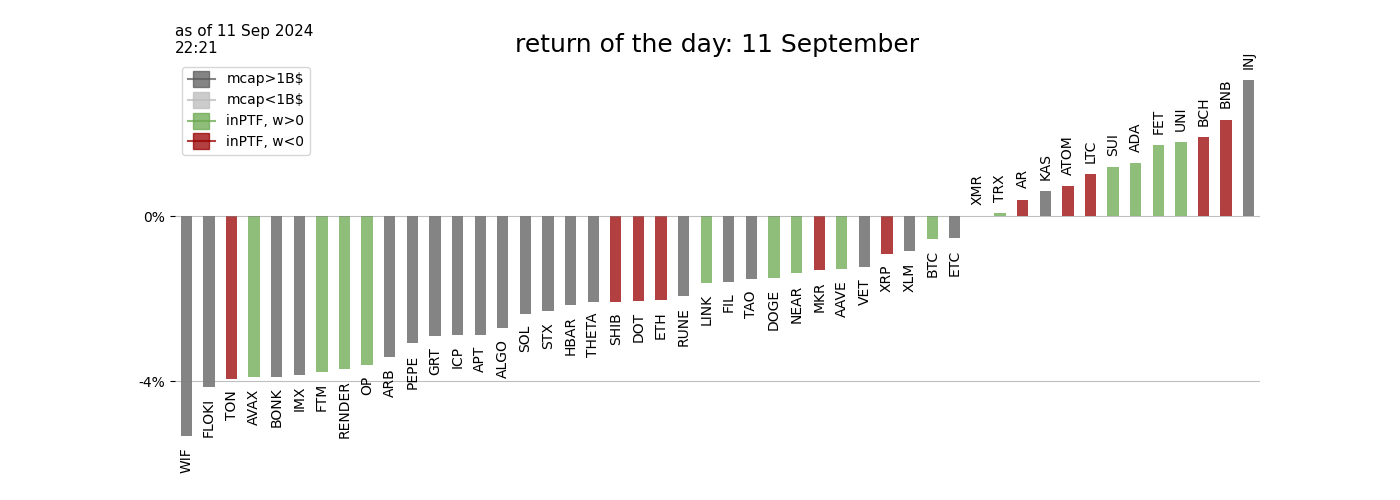 as of 11 Sep 2024
22:21
return of the day: 11 September
mcap>1B$
mcap<1B$
inPTF, w>0
inPTF, w<0
0%
-4%
WIF
FLOKI
TON
AVAX
BONK
IMX
FTM
RENDER
OP
ARB
PEPE
GRT
ICP
APT
ALGO
SOL
STX
HBAR
THETA
SHIB
DOT
ETH
RUNE
LINK
FIL
TAO
DOGE
NEAR
MKR
AAVE
VET
XRP
XLM
BTC
ETC
XMR
TRX
AR
KAS
ATOM
LTC
SUI
ADA
FET
UNI
BCH
BNB
INJ